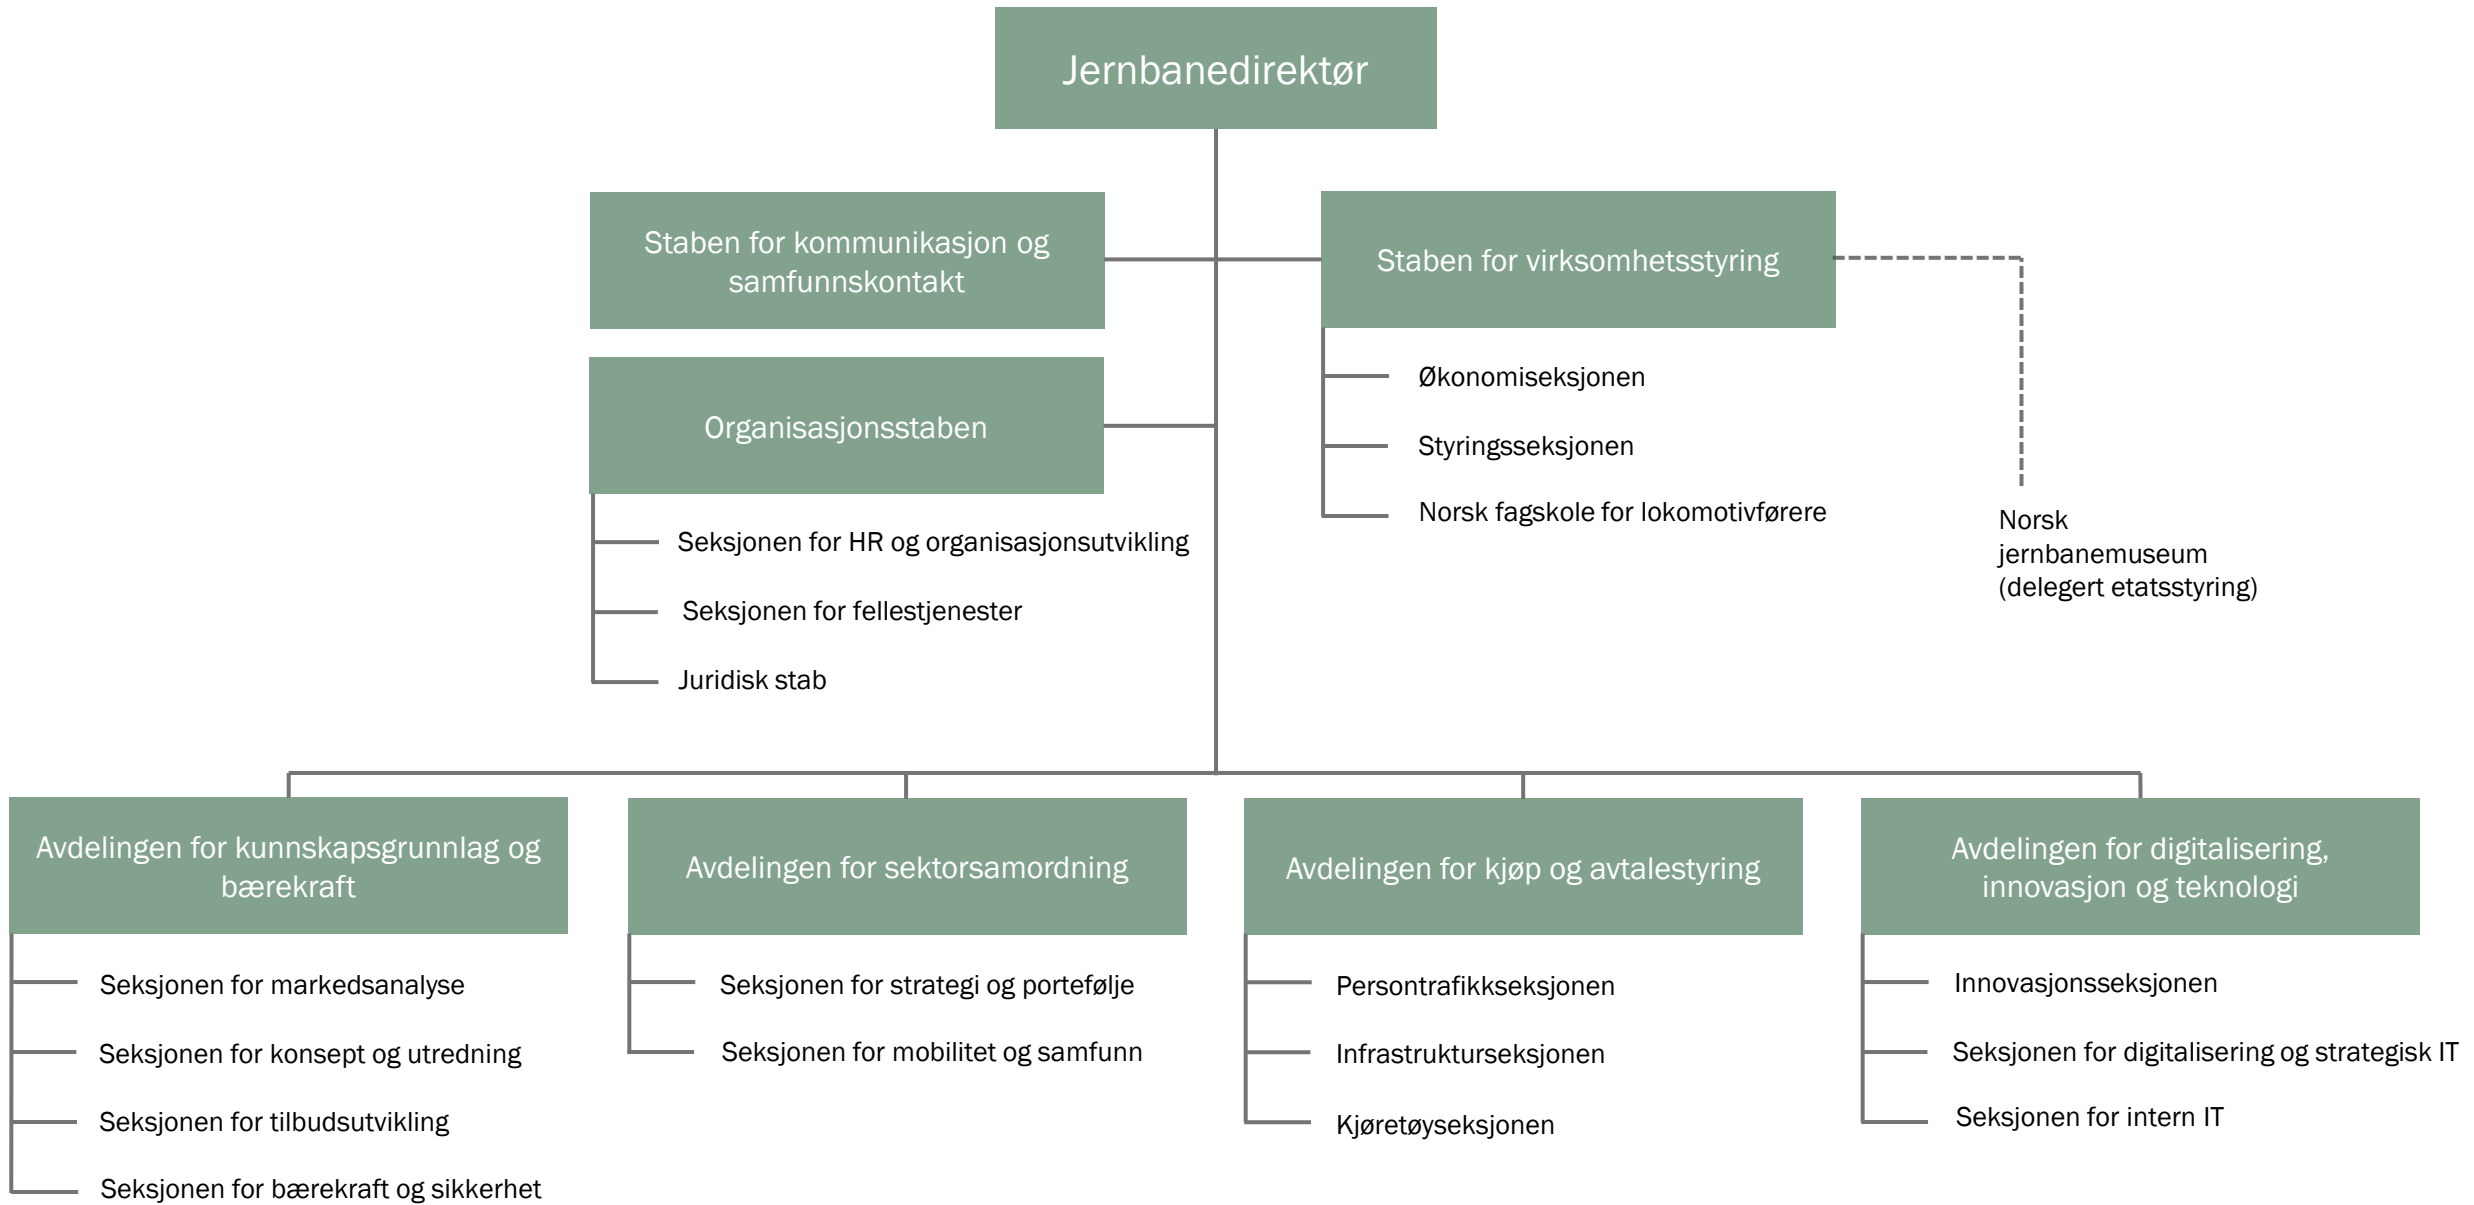 Jernbanedirektør
Staben for kommunikasjon og
samfunnskontakt
Staben for virksomhetsstyring
Organisasjonsstaben
Økonomiseksjonen
Styringsseksjonen
Norsk fagskole for lokomotivførere
Norsk
jernbanemuseum
(delegert etatsstyring)
Seksjonen for HR og organisasjonsutvikling
Seksjonen for fellestjenester
Juridisk stab
Avdelingen for kunnskapsgrunnlag og
bærekraft
Seksjonen for markedsanalyse
Seksjonen for konsept og utredning
Seksjonen for tilbudsutvikling
Seksjonen for bærekraft og sikkerhet
Avdelingen for sektorsamordning
Seksjonen for strategi og portefølje
Seksjonen for mobilitet og samfunn
Avdelingen for kjøp og avtalestyring
Persontrafikkseksjonen
Infrastrukturseksjonen
Kjøretøyseksjonen
Avdelingen for digitalisering,
innovasjon og teknologi
Innovasjonsseksjonen
Seksjonen for digitalisering og strategisk IT
Seksjonen for intern IT